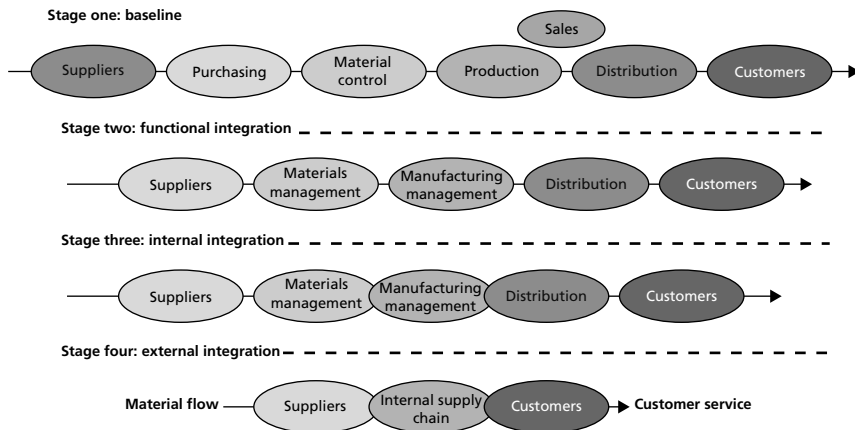 Stage one: baseline
Sales
Suppliers
Purchasing
Material
control
Production
Distribution
Customers
Stage two: functional integration
Suppliers
Materials
management
Manufacturing
management
Distribution
Customers
Stage three: internal integration
Suppliers
Materials
management
Manufacturing
management
Distribution
Customers
Stage four: external integration
Material flow
Suppliers
Internal supply
chain
Customers
Customer service